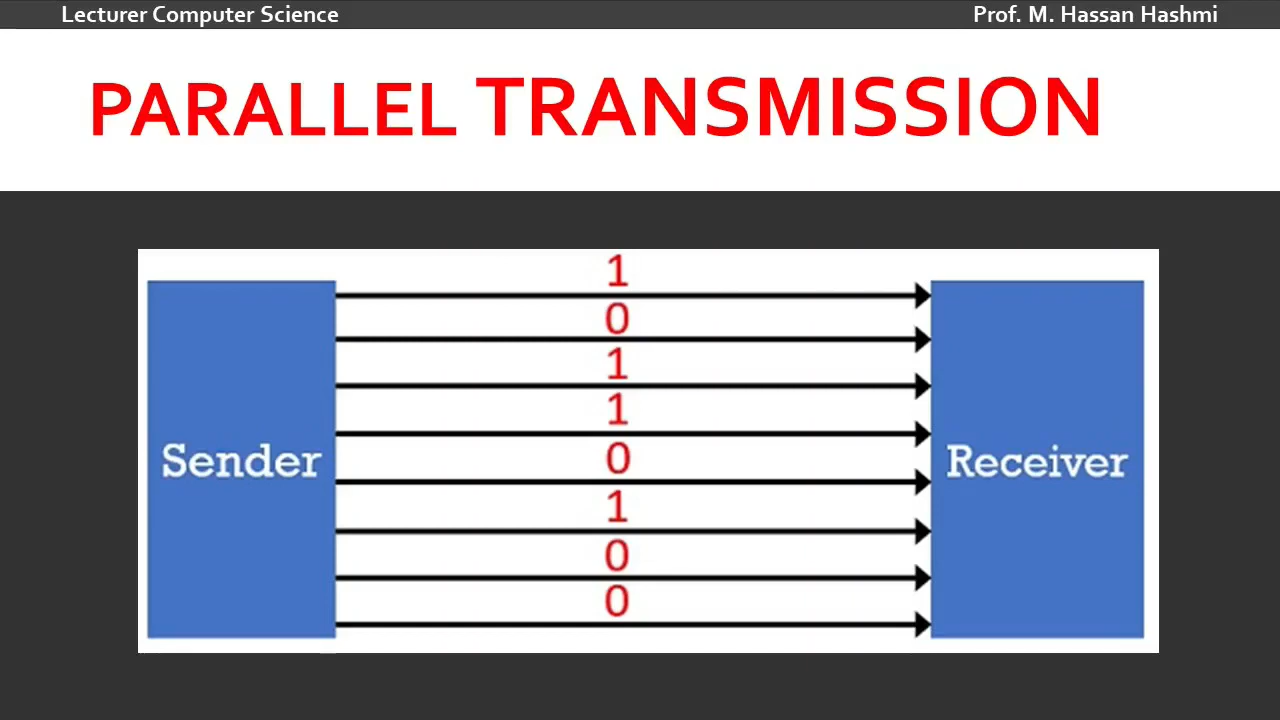 Lecturer Computer Science Prof. M. Hassan Hashmi
PARALLEL TRANSMISSION
1
0
1
1
0
1
0
0
Sender
Receiver